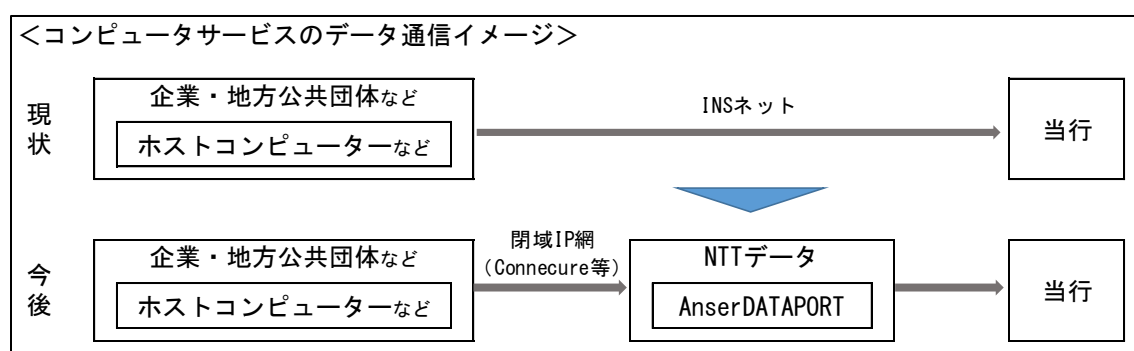 ＜コンピュータサービスのデータ通信イメージ＞
現状
企業・地方公共団体など
ホストコンピューターなど
INSネット
当行
今後
企業・地方公共団体など
ホストコンピューターなど
閉域IP網
（Connecure等）
NTTデータ
AnserDATAPORT
当行